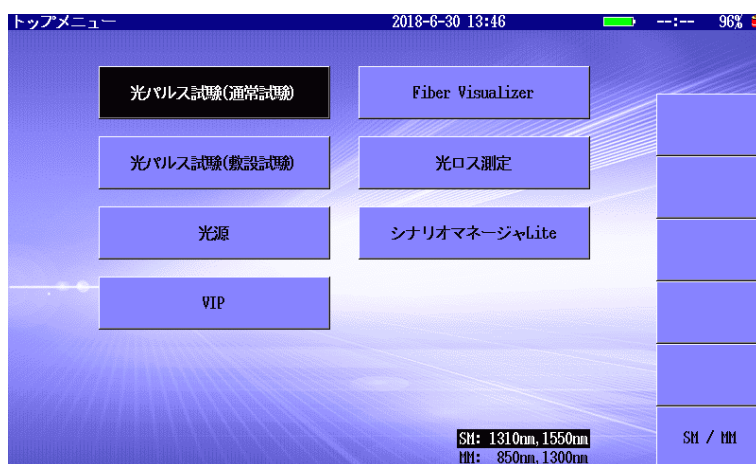 トップメニュー 2018-6-30 13:46 --:-- 96%
光パルス試験(通常試験) Fiber Visualizer
光パルス試験(敷設試験) 光ロス測定
光源 シナリオマネージャLite
VIP
SM: 1310nm,1550nm
MM: 850nm,1300nm
SM / MM